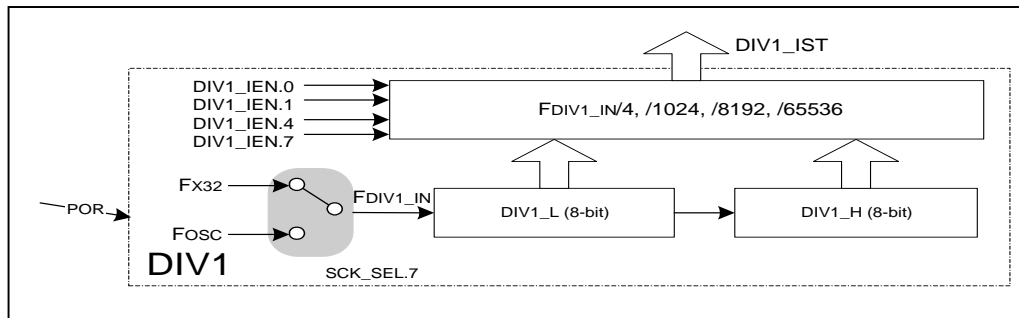 DIV1_IST
DIV1_IEN.0
DIV1_IEN.1
DIV1_IEN.4
DIV1_IEN.7
FDIV1_IN/4, /1024, /8192, /65536
FX32
FDIV1_IN
DIV1_L (8-bit)
DIV1_H (8-bit)
POR
FOSC
DIV1
SCK_SEL.7